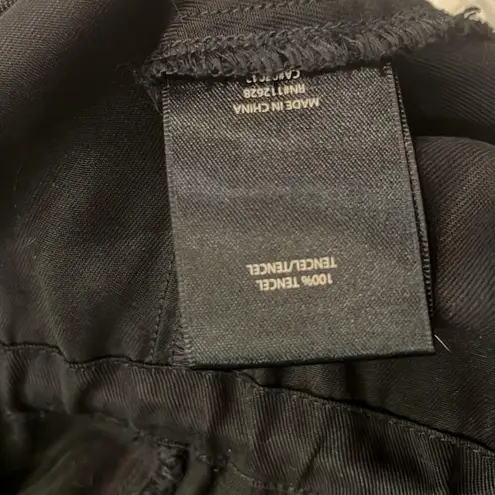 100% TENCEL
TENCEL/TENCEL
MADE IN CHINA
RN#112628